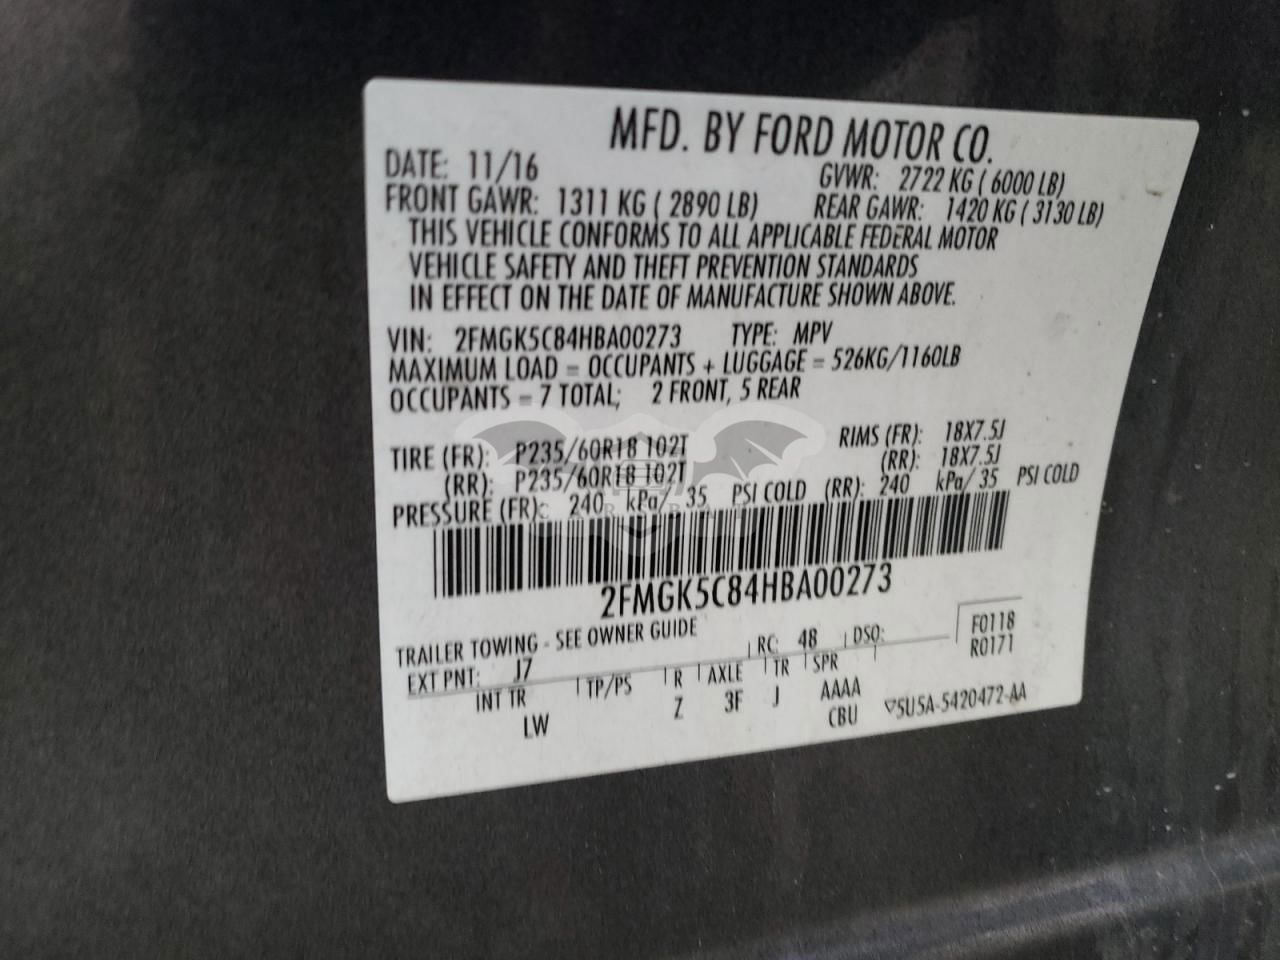 MFD. BY FORD MOTOR CO.
DATE: 11/16 GVWR: 2722 KG ( 6000 LB)
FRONT GAWR: 1311 KG ( 2890 LB) REAR GAWR: 1420 KG ( 3130 LB)
THIS VEHICLE CONFORMS TO ALL APPLICABLE FEDERAL MOTOR
VEHICLE SAFETY AND THEFT PREVENTION STANDARDS
IN EFFECT ON THE DATE OF MANUFACTURE SHOWN ABOVE.
VIN: 2FMGK5C84HBA00273 TYPE: MPV
MAXIMUM LOAD = OCCUPANTS + LUGGAGE = 526KG/1160LB
OCCUPANTS = 7 TOTAL; 2 FRONT, 5 REAR
TIRE (FR): P235/60R18 102T RIMS (FR): 18X7.5J
(RR): P235/60R18 102T (RR): 18X7.5J
PRESSURE (FR): 240 kPa/ 35 PSI COLD (RR): 240 kPa/ 35 PSI COLD
2FMGK5C84HBA00273
TRAILER TOWING - SEE OWNER GUIDE
EXT PNT: J7 RC: 48 DSO: F0118
R0171
INT TR TP/PS R AXLE TR SPR
LW Z 3F J AAAA
CBU 5U5A-5420472-AA